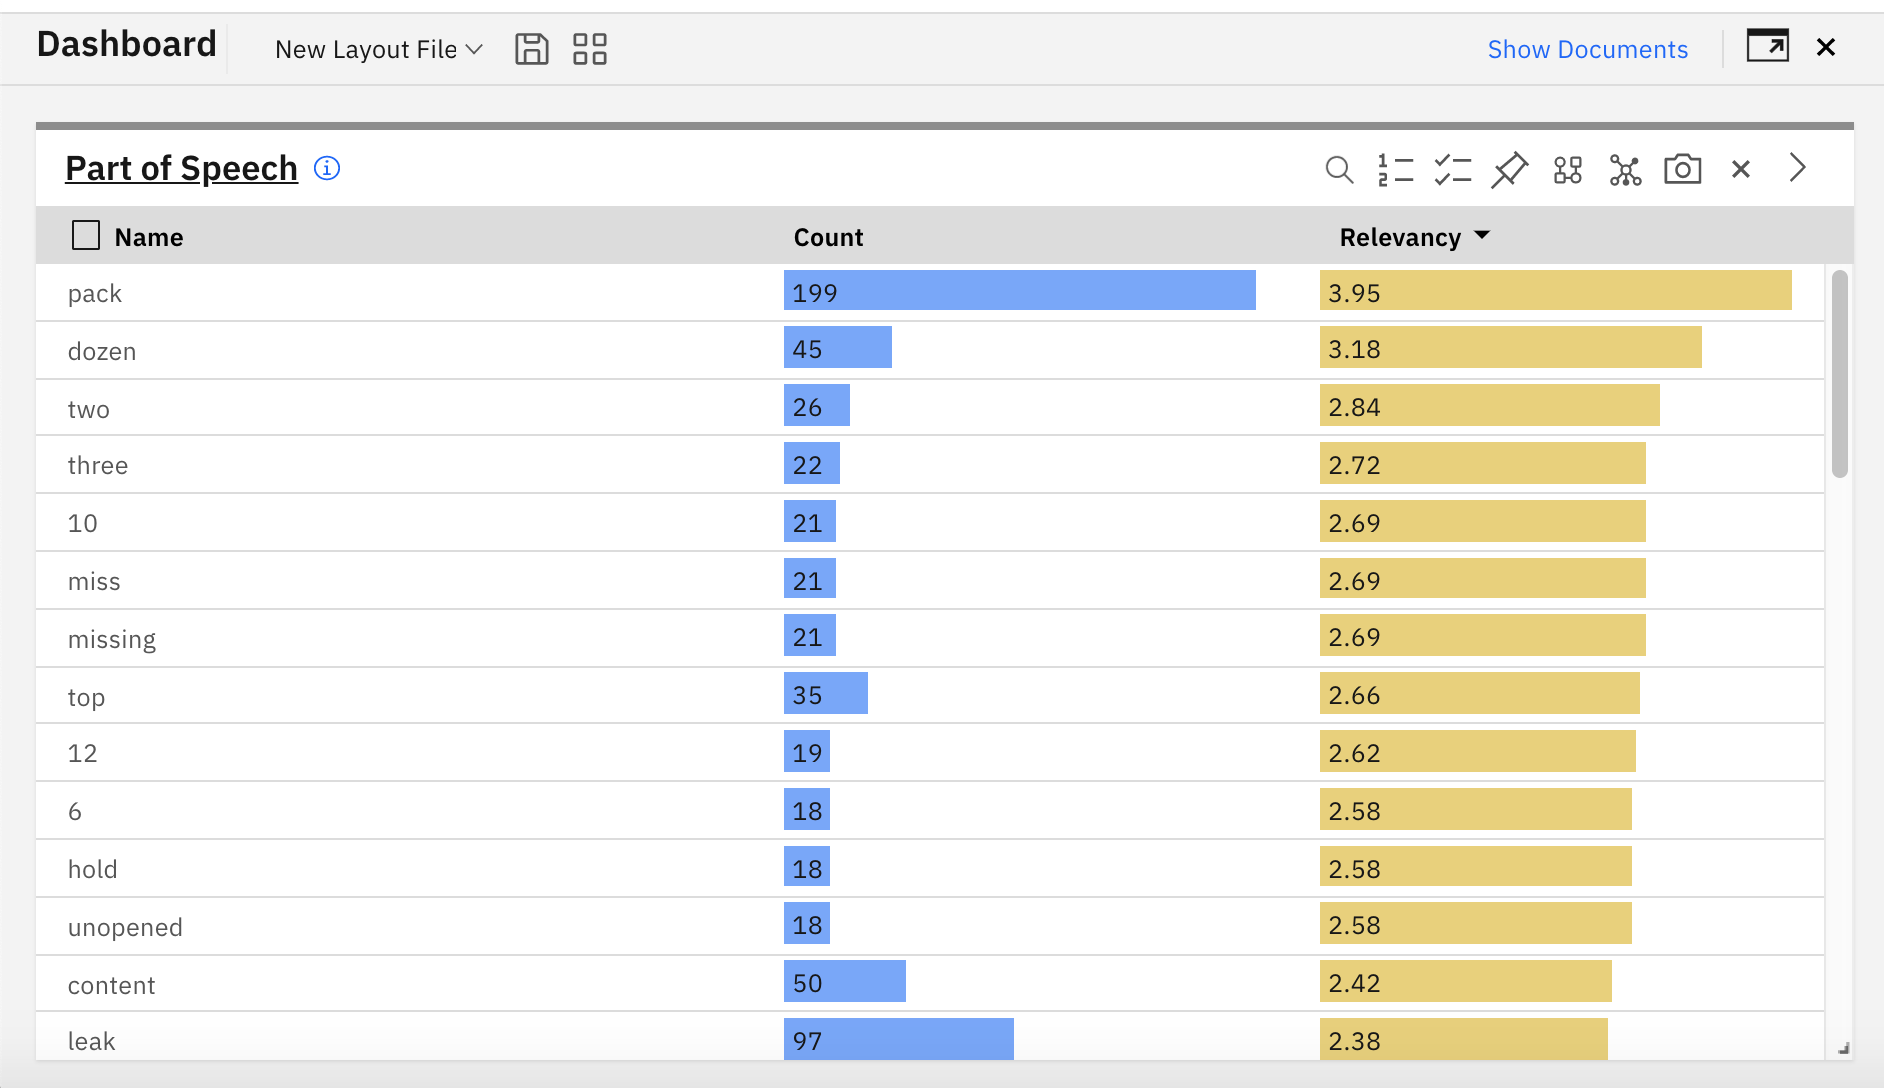 Dashboard New Layout File Show Documents
Part of Speech
Name Count Relevancy
pack 199 3.95
dozen 45 3.18
two 26 2.84
three 22 2.72
10 21 2.69
miss 21 2.69
missing 21 2.69
top 35 2.66
12 19 2.62
6 18 2.58
hold 18 2.58
unopened 18 2.58
content 50 2.42
leak 97 2.38